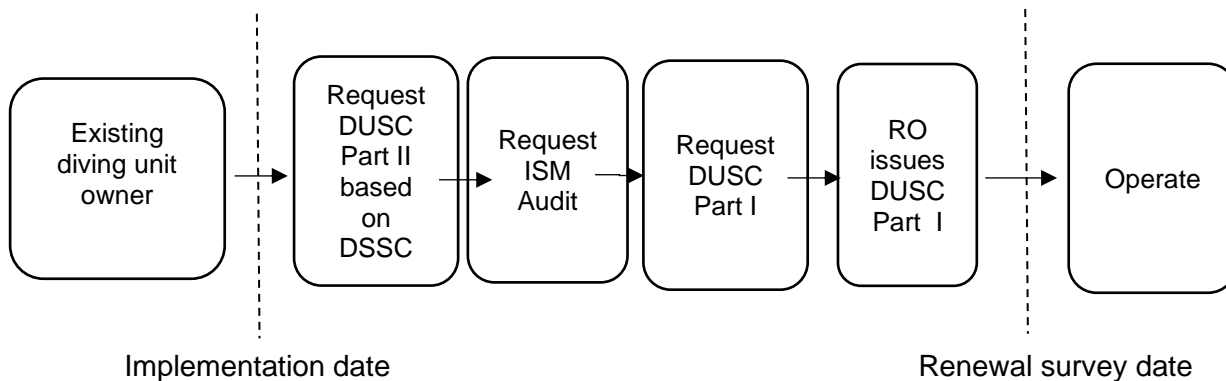 Existing
diving unit
owner
Request
DUSC
Part II
based
on
DSSC
Request
ISM
Audit
Request
DUSC
Part I
RO
issues
DUSC
Part I
Operate
Implementation date
Renewal survey date